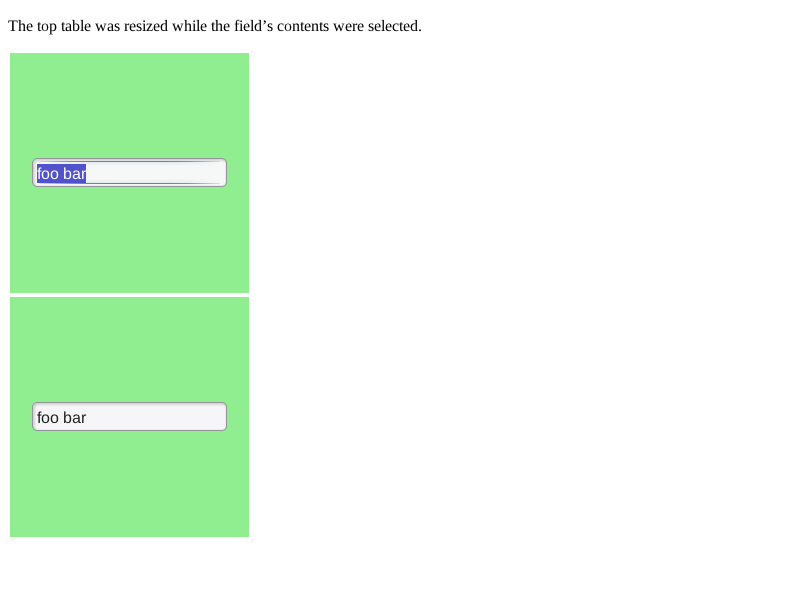 The top table was resized while the field’s contents were selected.
foo bar
foo bar